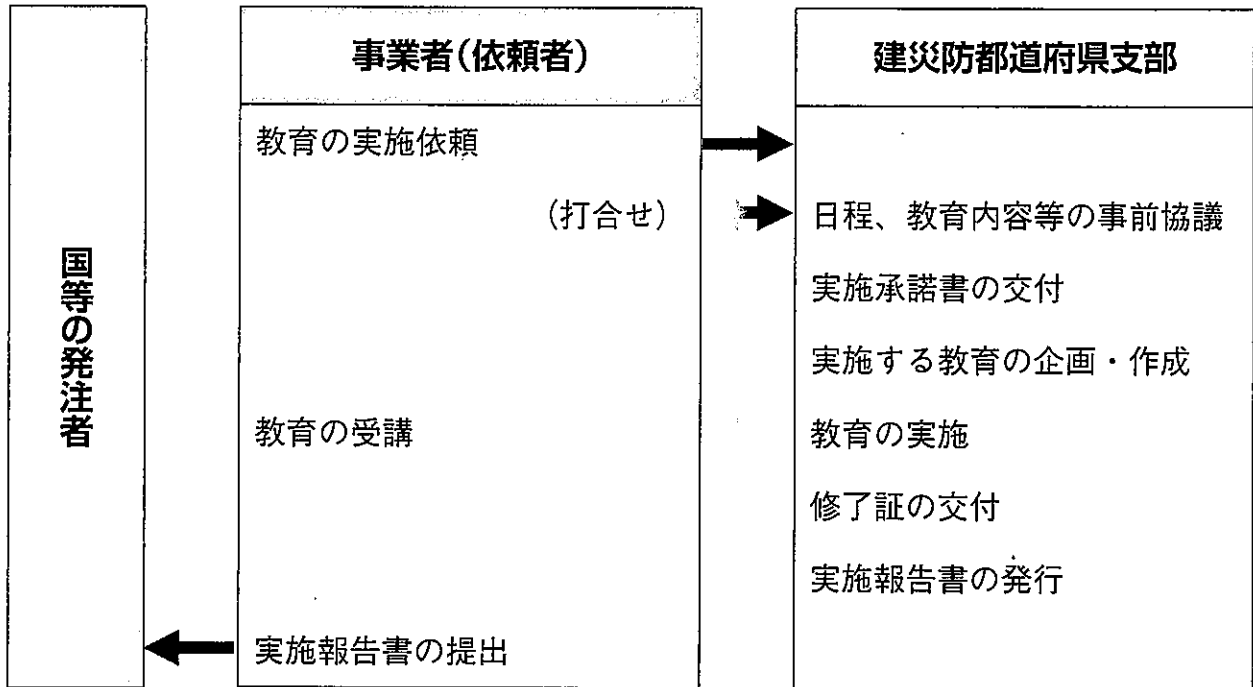 国等の発注者
事業者(依頼者)
教育の実施依頼
(打合せ)
教育の受講
実施報告書の提出
建災防都道府県支部
日程、教育内容等の事前協議
実施承諾書の交付
実施する教育の企画・作成
教育の実施
修了証の交付
実施報告書の発行